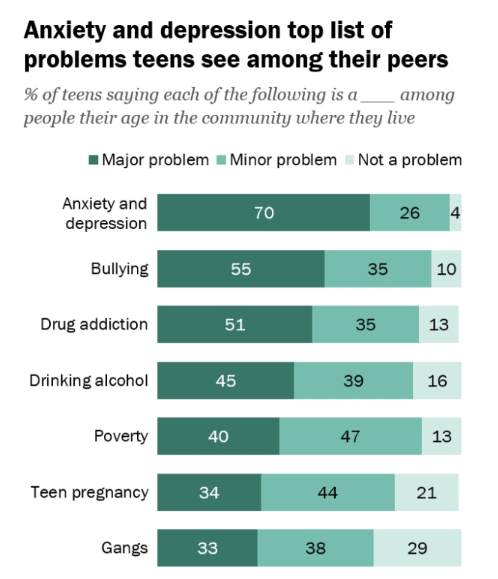 Anxiety and depression top list of
problems teens see among their peers
% of teens saying each of the following is a ____ among
people their age in the community where they live
Major problem Minor problem Not a problem
Anxiety and
depression
70 26 4
Bullying 55 35 10
Drug addiction 51 35 13
Drinking alcohol 45 39 16
Poverty 40 47 13
Teen pregnancy 34 44 21
Gangs 33 38 29